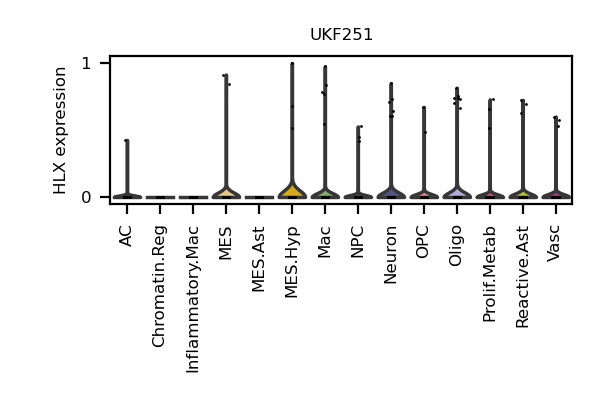 UKF251
HLX expression
1
0
AC
Chromatin.Reg
Inflammatory.Mac
MES
MES.Ast
MES.Hyp
Mac
NPC
Neuron
OPC
Oligo
Prolif.Metab
Reactive.Ast
Vasc